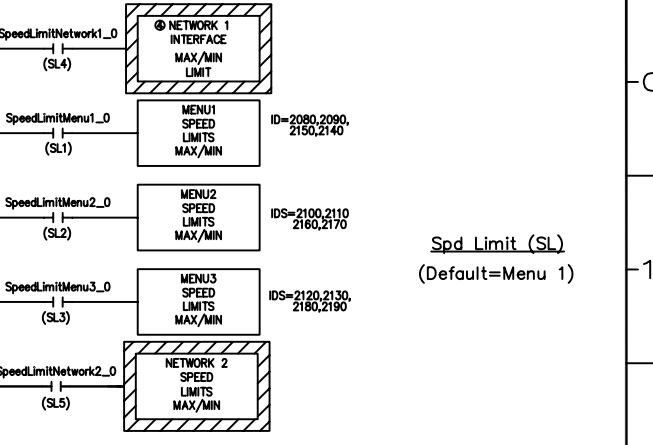 SpeedLimitNetwork1_0
(SL4)
④ NETWORK 1
INTERFACE
MAX/MIN
LIMIT
SpeedLimitMenu1_0
(SL1)
MENU1
SPEED
LIMITS
MAX/MIN
ID=2080,2090,
2150,2140
SpeedLimitMenu2_0
(SL2)
MENU2
SPEED
LIMITS
MAX/MIN
IDS=2100,2110
2160,2170
Spd Limit (SL)
(Default=Menu 1)
SpeedLimitMenu3_0
(SL3)
MENU3
SPEED
LIMITS
MAX/MIN
IDS=2120,2130,
2180,2190
SpeedLimitNetwork2_0
(SL5)
NETWORK 2
SPEED
LIMITS
MAX/MIN